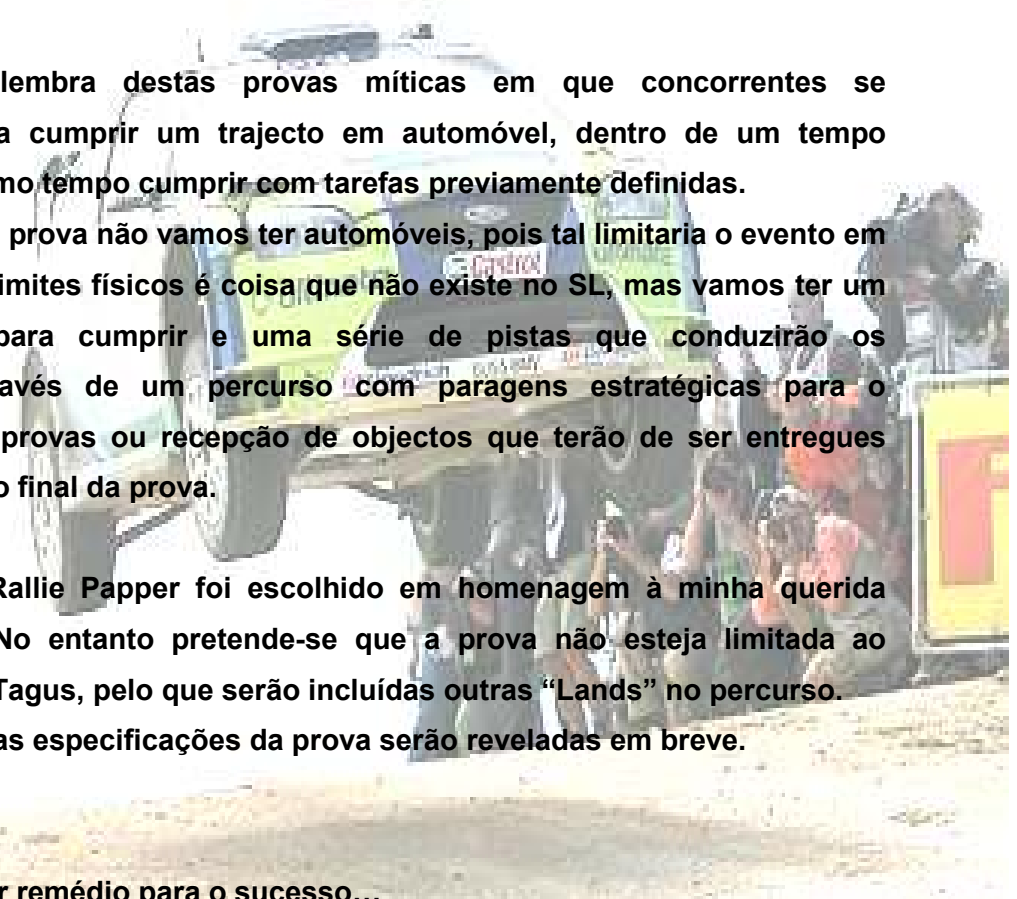 lembra destas provas míticas em que concorrentes se
a cumprir um trajecto em automóvel, dentro de um tempo
mo tempo cumprir com tarefas previamente definidas.
prova não vamos ter automóveis, pois tal limitaria o evento em
imites físicos é coisa que não existe no SL, mas vamos ter um
para cumprir e uma série de pistas que conduzirão os
avés de um percurso com paragens estratégicas para o
provas ou recepção de objectos que terão de ser entregues
o final da prova.
Rallie Papper foi escolhido em homenagem à minha querida
No entanto pretende-se que a prova não esteja limitada ao
Tagus, pelo que serão incluídas outras “Lands” no percurso.
as especificações da prova serão reveladas em breve.
r remédio para o sucesso...
Castrol